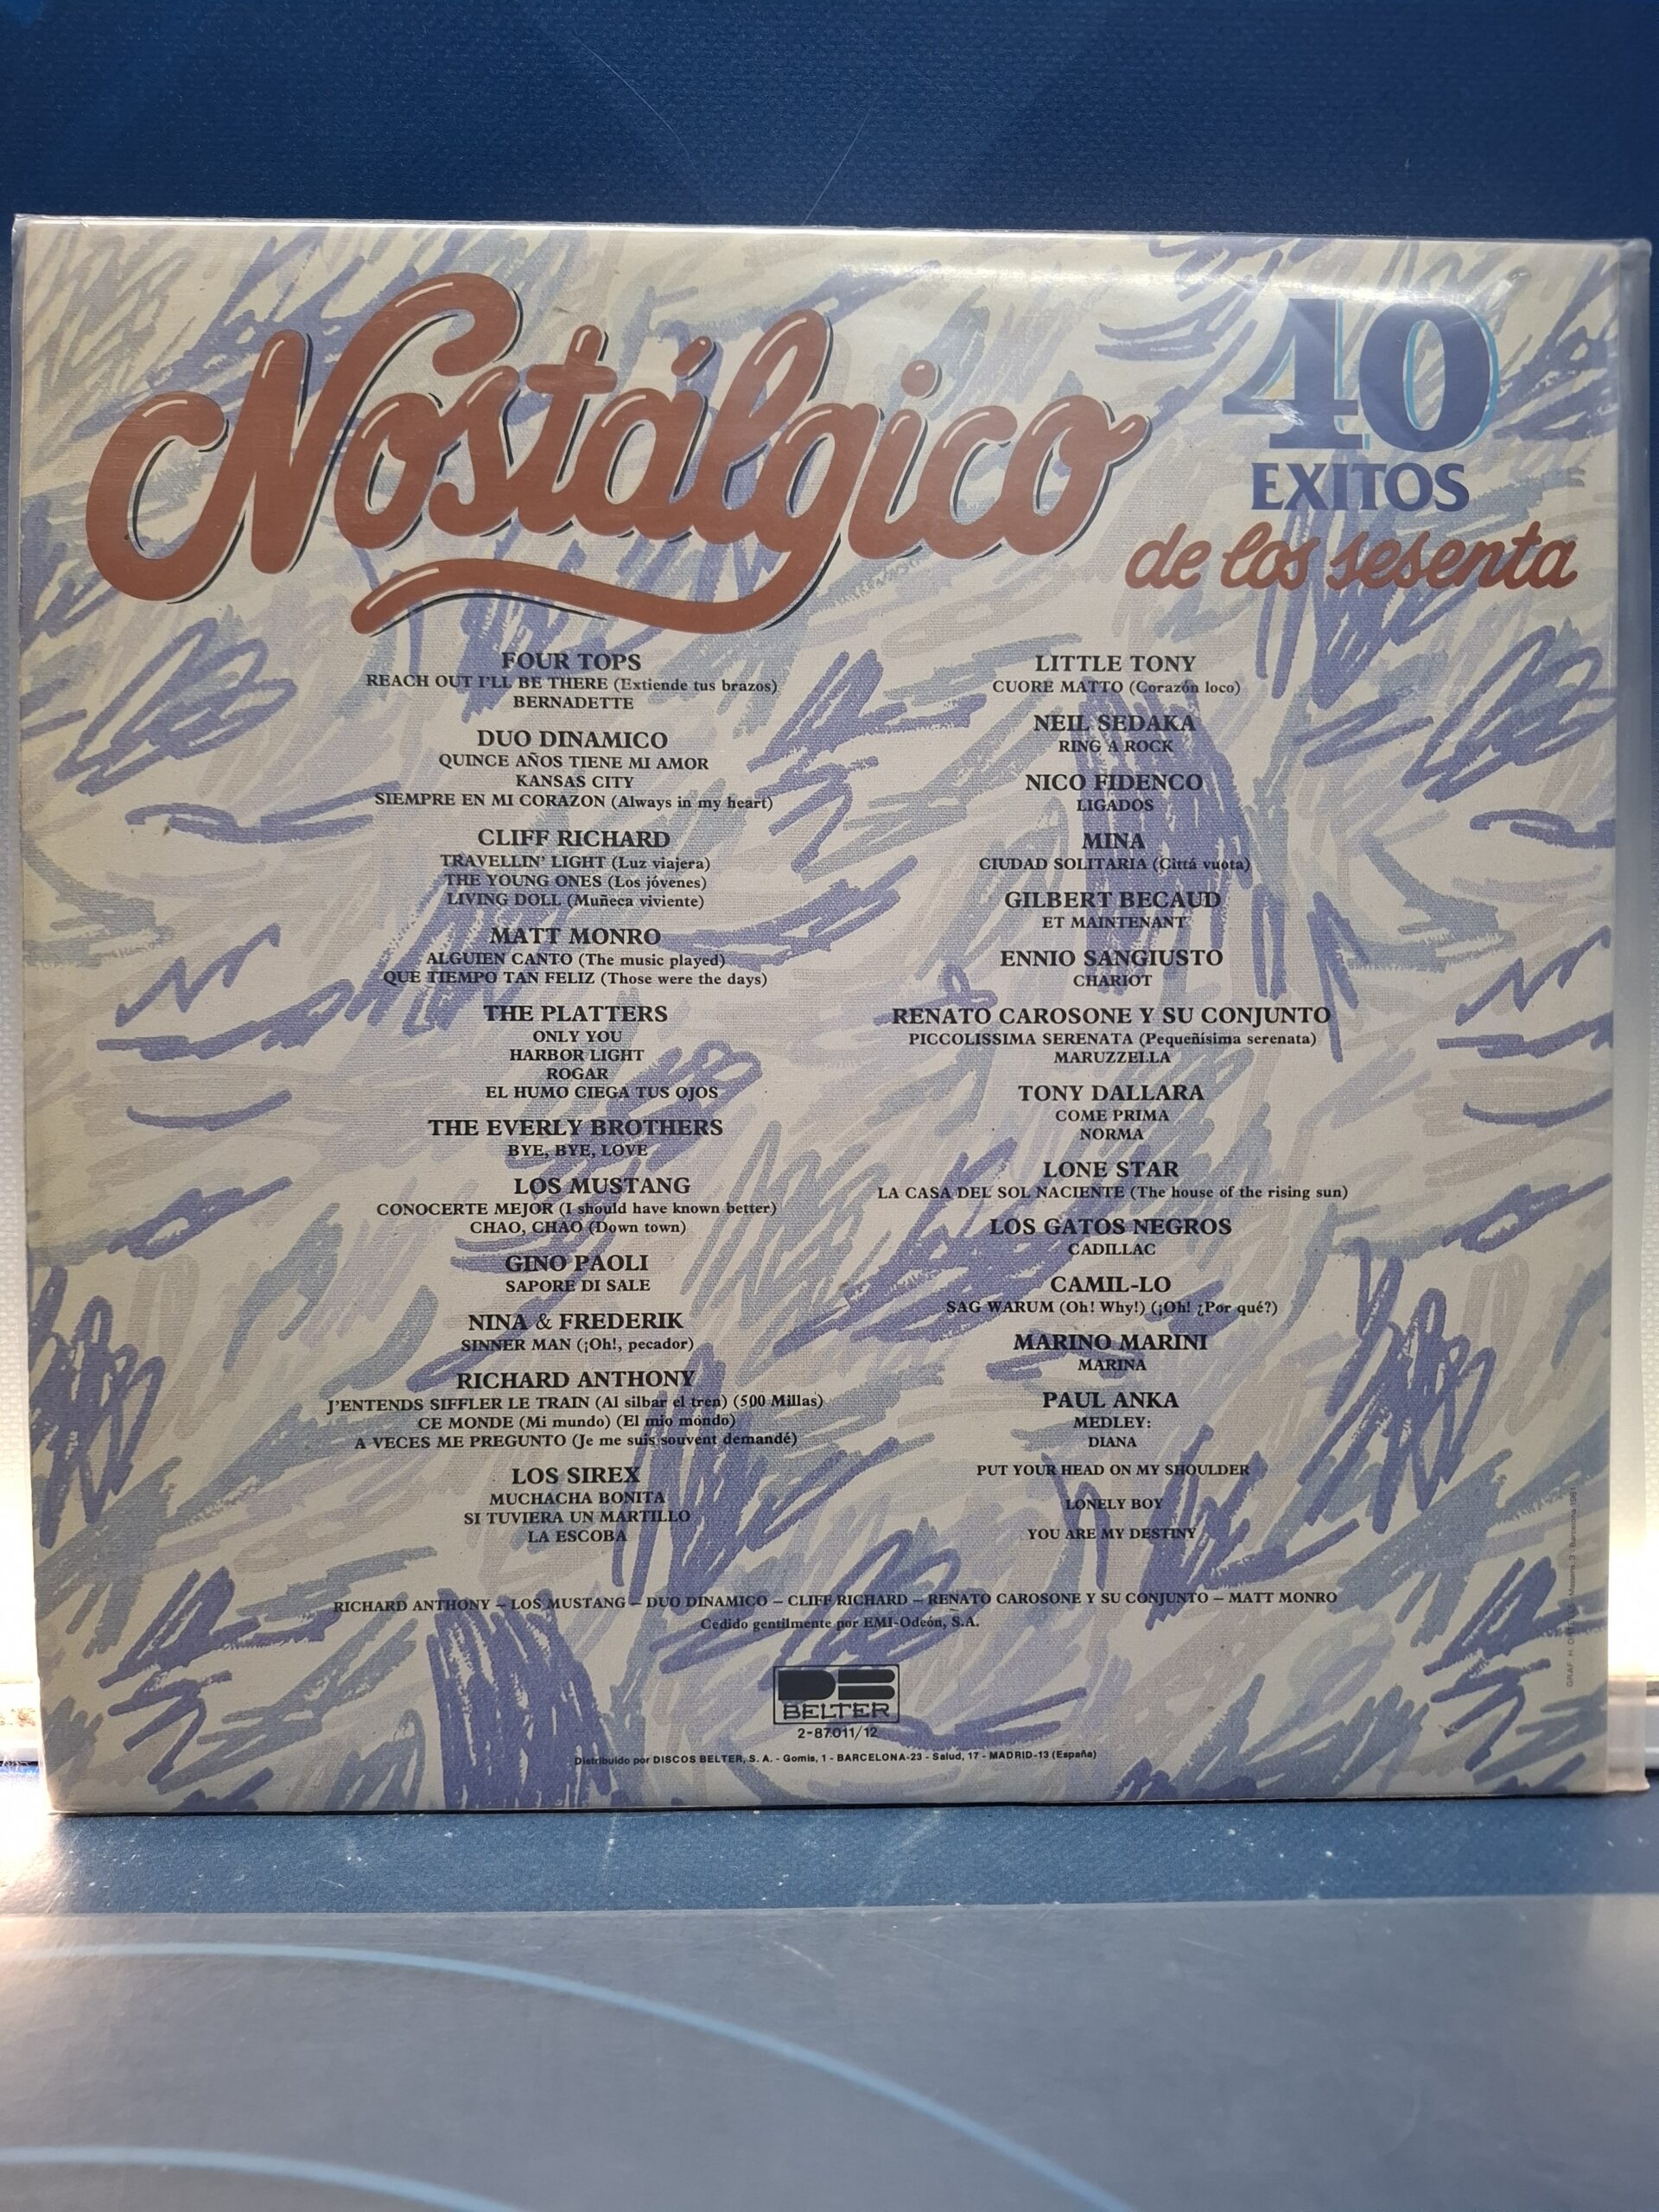 Nostálgico
40
EXITOS
de los sesenta
FOUR TOPS
REACH OUT I'LL BE THERE (Extiende tus brazos)
BERNADETTE
DUO DINAMICO
QUINCE AÑOS TIENE MI AMOR
KANSAS CITY
SIEMPRE EN MI CORAZON (Always in my heart)
CLIFF RICHARD
TRAVELLIN' LIGHT (Luz viajera)
THE YOUNG ONES (Los jóvenes)
LIVING DOLL (Muñeca viviente)
MATT MONRO
ALGUIEN CANTO (The music played)
QUE TIEMPO TAN FELIZ (Those were the days)
THE PLATTERS
ONLY YOU
HARBOR LIGHT
ROGAR
EL HUMO CIEGA TUS OJOS
THE EVERLY BROTHERS
BYE, BYE, LOVE
LOS MUSTANG
CONOCERTE MEJOR (I should have known better)
CHAO, CHAO (Down town)
GINO PAOLI
SAPORE DI SALE
NINA & FREDERIK
SINNER MAN (¡Oh!, pecador)
RICHARD ANTHONY
J'ENTENDS SIFFLER LE TRAIN (Al silbar el tren) (500 Millas)
CE MONDE (Mi mundo) (El mio mondo)
A VECES ME PREGUNTO (Je me suis souvent demandé)
LOS SIREX
MUCHACHA BONITA
SI TUVIERA UN MARTILLO
LA ESCOBA
LITTLE TONY
CUORE MATTO (Corazón loco)
NEIL SEDAKA
RING A ROCK
NICO FIDENCO
LIGADOS
MINA
CIUDAD SOLITARIA (Cittá vuota)
GILBERT BECAUD
ET MAINTENANT
ENNIO SANGIUSTO
CHARIOT
RENATO CAROSONE Y SU CONJUNTO
PICCOLISSIMA SERENATA (Pequeñísima serenata)
MARUZZELLA
TONY DALLARA
COME PRIMA
NORMA
LONE STAR
LA CASA DEL SOL NACIENTE (The house of the rising sun)
LOS GATOS NEGROS
CADILLAC
CAMIL-LO
SAG WARUM (Oh! Why!) (¡Oh! ¿Por qué?)
MARINO MARINI
MARINA
PAUL ANKA
MEDLEY:
DIANA
PUT YOUR HEAD ON MY SHOULDER
LONELY BOY
YOU ARE MY DESTINY
RICHARD ANTHONY – LOS MUSTANG – DUO DINAMICO – CLIFF RICHARD – RENATO CAROSONE Y SU CONJUNTO – MATT MONRO
Cedido gentilmente por EMI-Odeón, S.A.
BELTER
2-87.011/12
Distribuido por DISCOS BELTER, S. A. - Gomis, 1 - BARCELONA-23 - Salud, 17 - MADRID-13 (España)